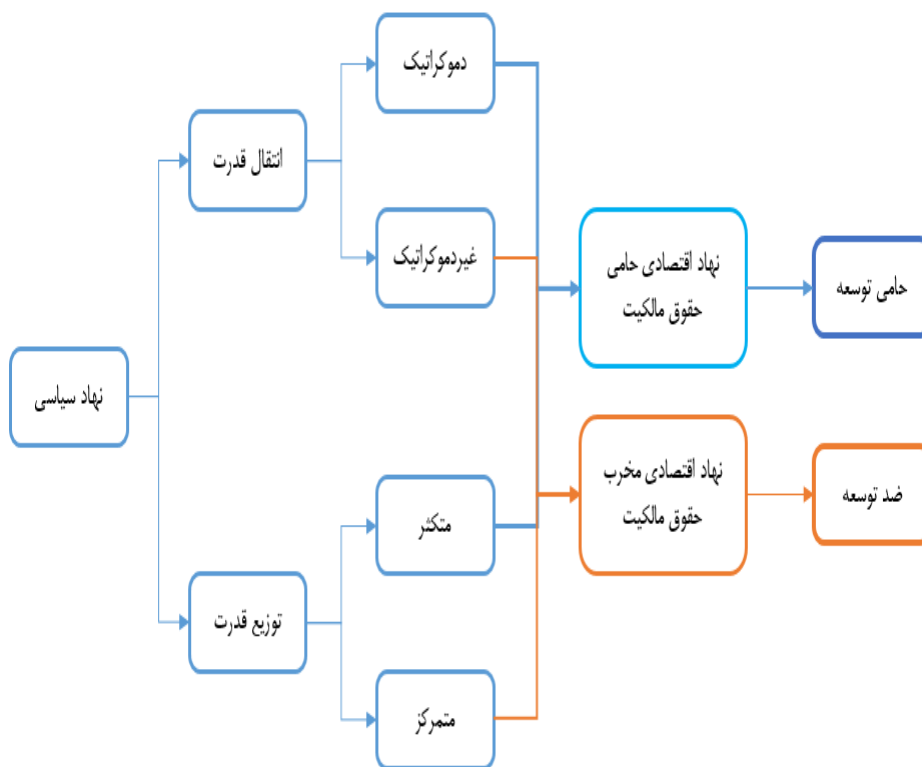 نهاد سیاسی
انتقال قدرت
توزیع قدرت
دموکراتیک
غیردموکراتیک
متکثر
متمرکز
نهاد اقتصادی حامی
حقوق مالکیت
نهاد اقتصادی مخرب
حقوق مالکیت
حامی توسعه
ضد توسعه